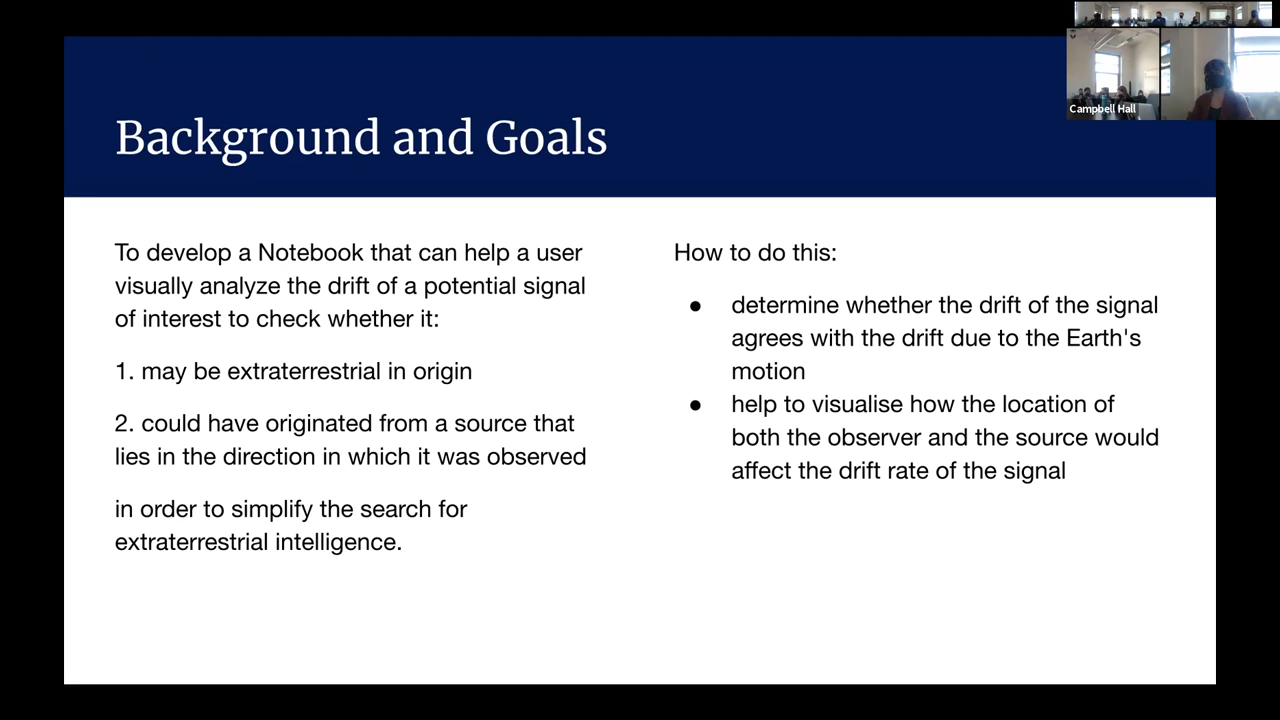 Campbell Hall
Background and Goals
To develop a Notebook that can help a user
visually analyze the drift of a potential signal
of interest to check whether it:
1. may be extraterrestrial in origin
2. could have originated from a source that
lies in the direction in which it was observed
in order to simplify the search for
extraterrestrial intelligence.
How to do this:
● determine whether the drift of the signal
agrees with the drift due to the Earth's
motion
● help to visualise how the location of
both the observer and the source would
affect the drift rate of the signal